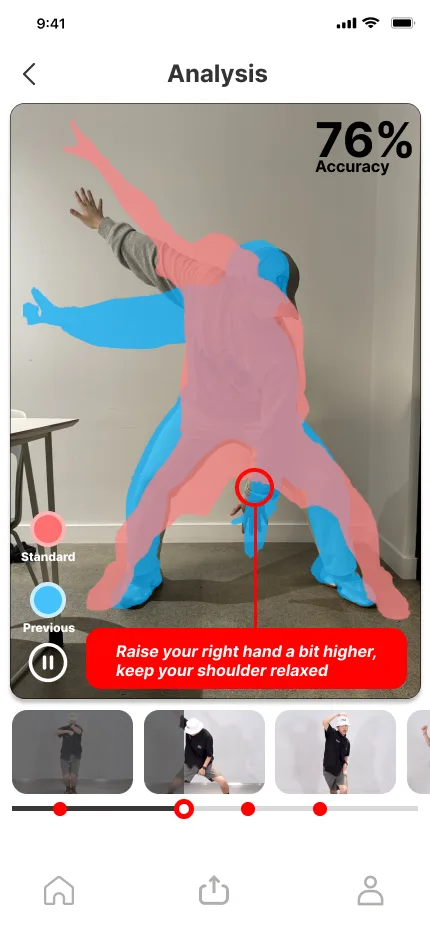 9:41
Analysis
76%
Accuracy
Standard
Previous
Raise your right hand a bit higher,
keep your shoulder relaxed